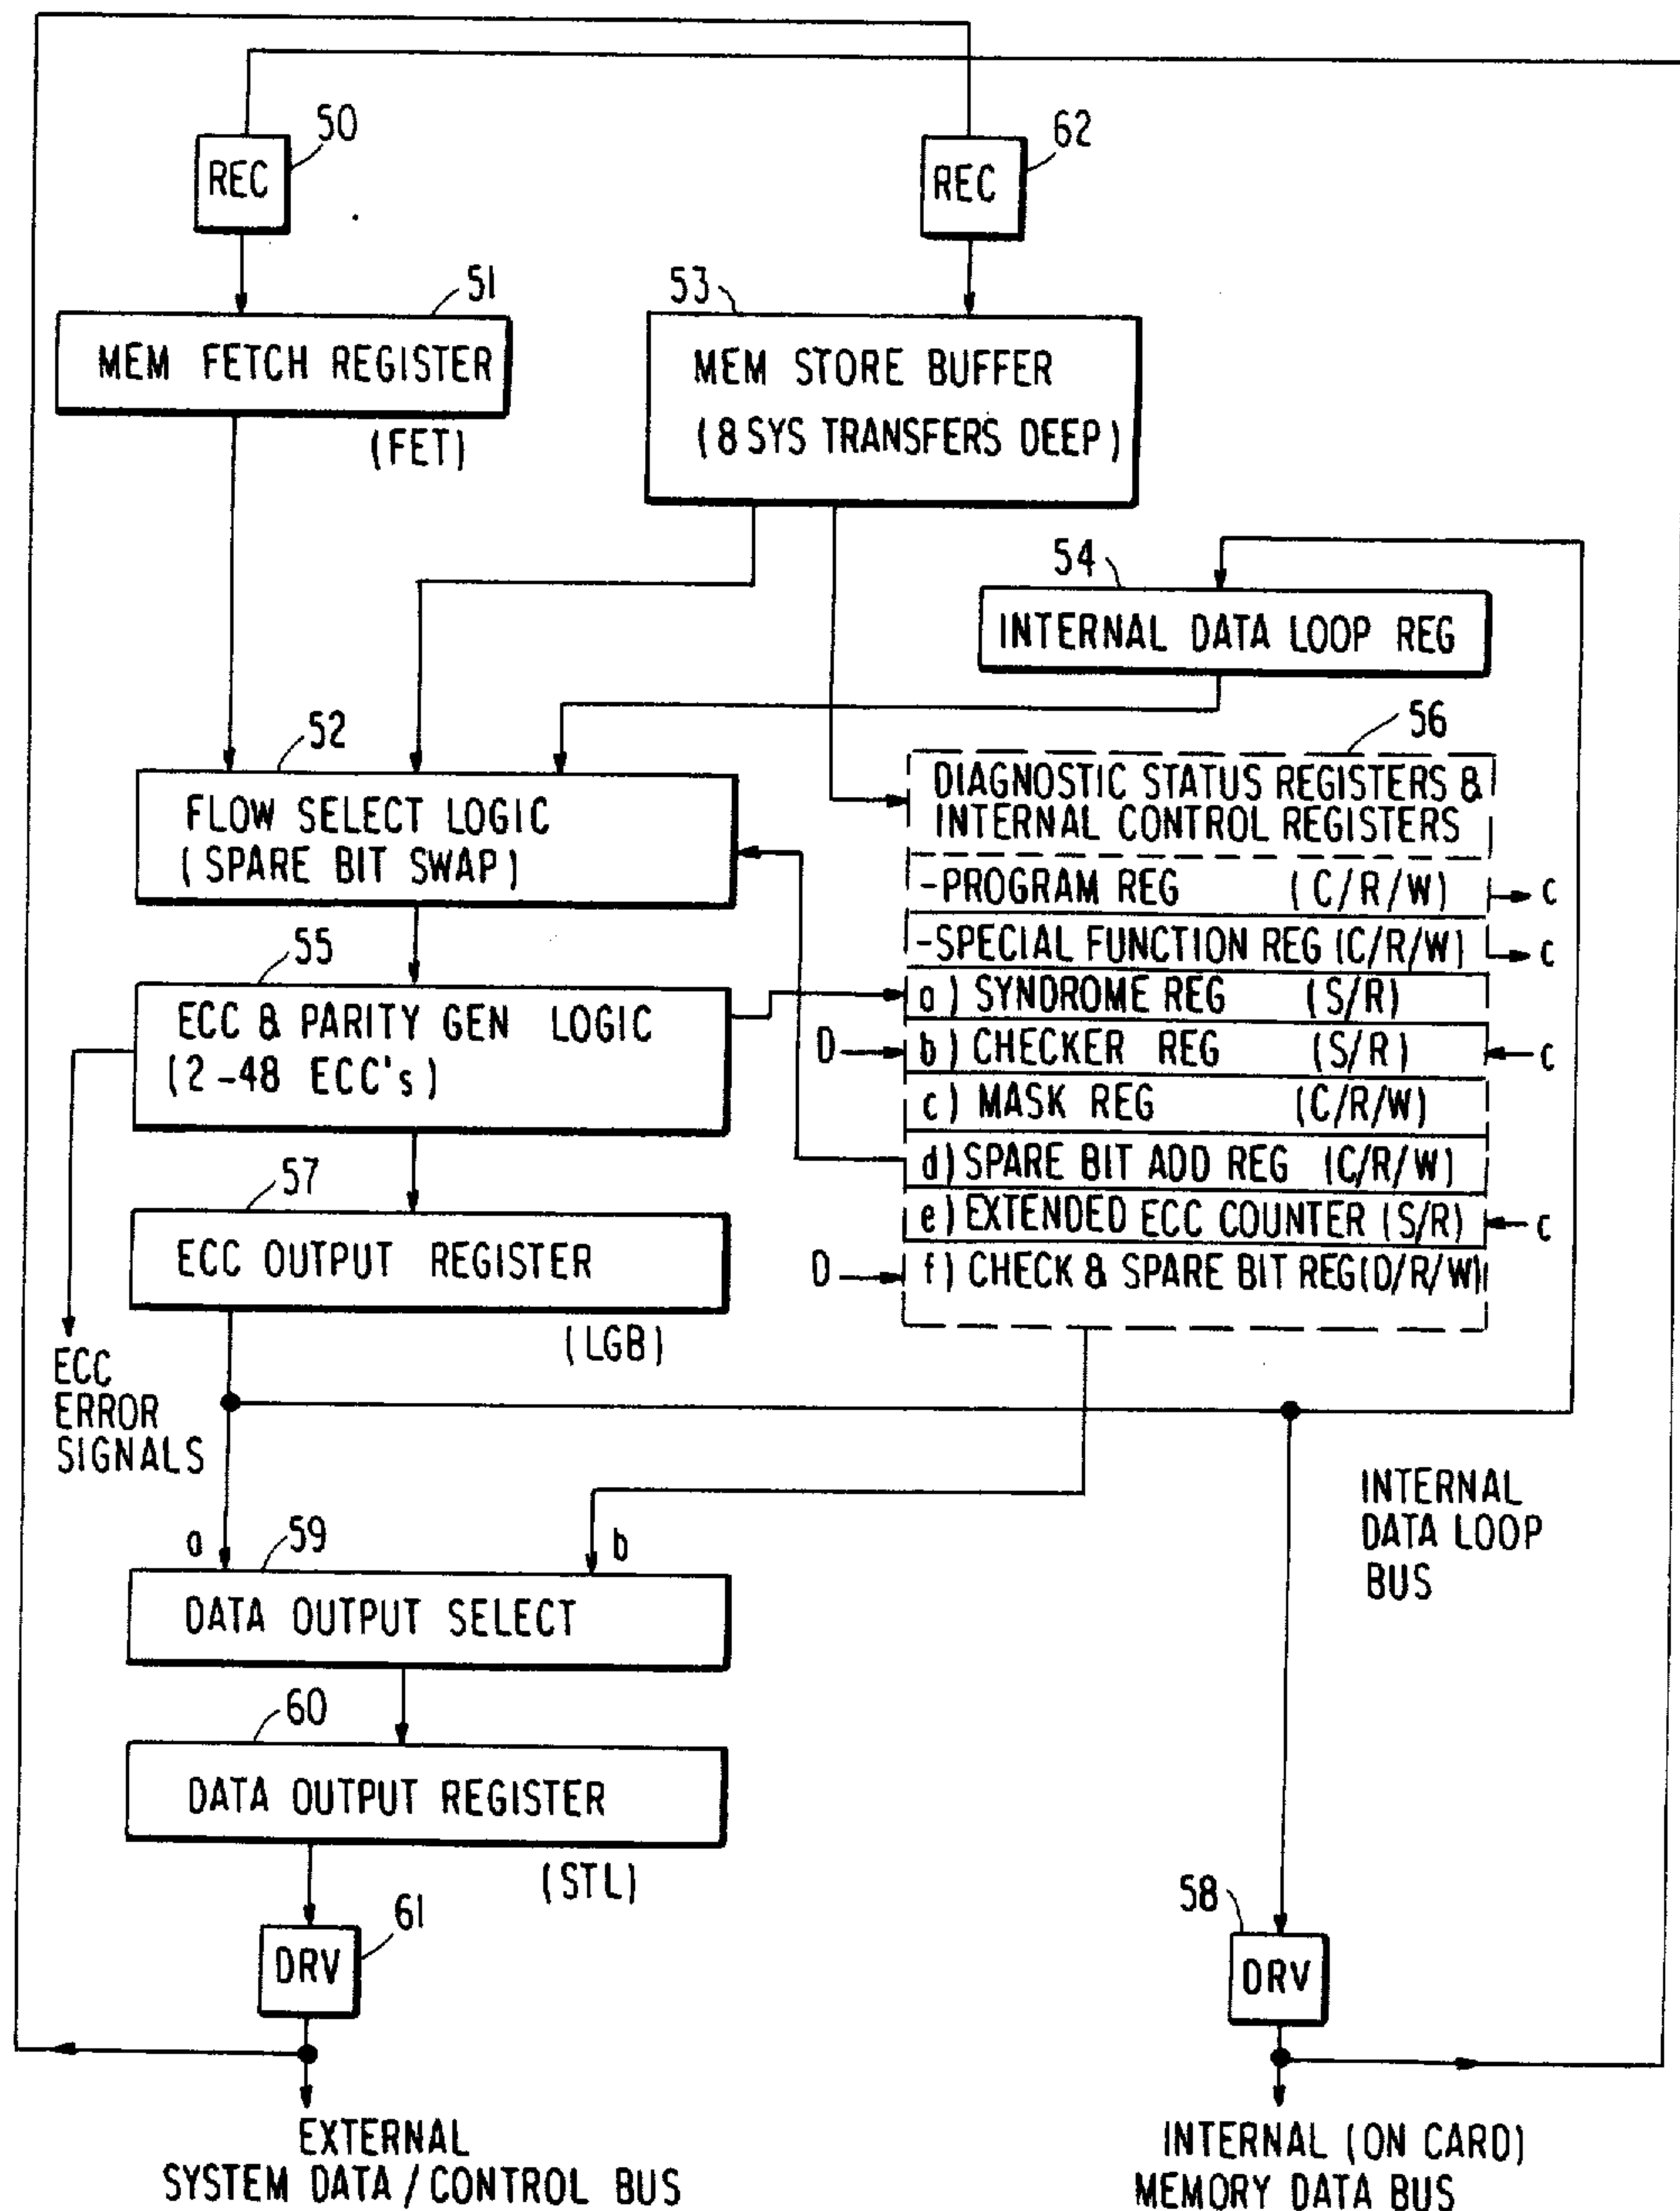 50
REC
62
REC
51
MEM FETCH REGISTER
(FET)
53
MEM STORE BUFFER
(8 SYS TRANSFERS DEEP)
54
INTERNAL DATA LOOP REG
52
FLOW SELECT LOGIC
(SPARE BIT SWAP)
56
DIAGNOSTIC STATUS REGISTERS &
INTERNAL CONTROL REGISTERS
-PROGRAM REG (C/R/W)
C
-SPECIAL FUNCTION REG (C/R/W)
C
a) SYNDROME REG (S/R)
D
b) CHECKER REG (S/R)
C
c) MASK REG (C/R/W)
d) SPARE BIT ADD REG (C/R/W)
e) EXTENDED ECC COUNTER (S/R)
C
D
f) CHECK & SPARE BIT REG (D/R/W)
55
ECC & PARITY GEN LOGIC
(2-48 ECC's)
57
ECC OUTPUT REGISTER
(LGB)
ECC
ERROR
SIGNALS
INTERNAL
DATA LOOP
BUS
a
59
b
DATA OUTPUT SELECT
60
DATA OUTPUT REGISTER
(STL)
61
DRV
58
DRV
EXTERNAL
SYSTEM DATA / CONTROL BUS
INTERNAL (ON CARD)
MEMORY DATA BUS